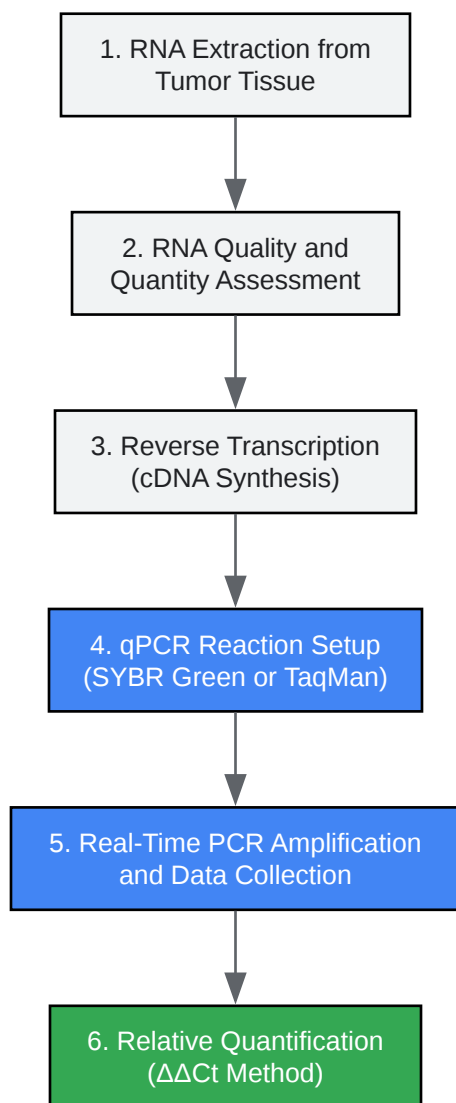 1. RNA Extraction from
Tumor Tissue
2. RNA Quality and
Quantity Assessment
3. Reverse Transcription
(cDNA Synthesis)
4. qPCR Reaction Setup
(SYBR Green or TaqMan)
5. Real-Time PCR Amplification
and Data Collection
6. Relative Quantification
(ΔΔCt Method)